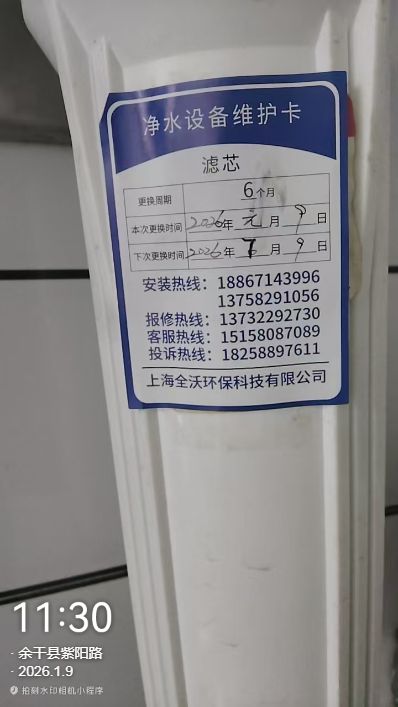 净水设备维护卡
滤芯
更换周期 6个月
本次更换时间 2026年元月9日
下次更换时间 2026年7月9日
安装热线：18867143996
13758291056
报修热线：13732292730
客服热线：15158087089
投诉热线：18258897611
上海全沃环保科技有限公司
11:30
· 余干县紫阳路
· 2026.1.9
抢刻水印相机小程序